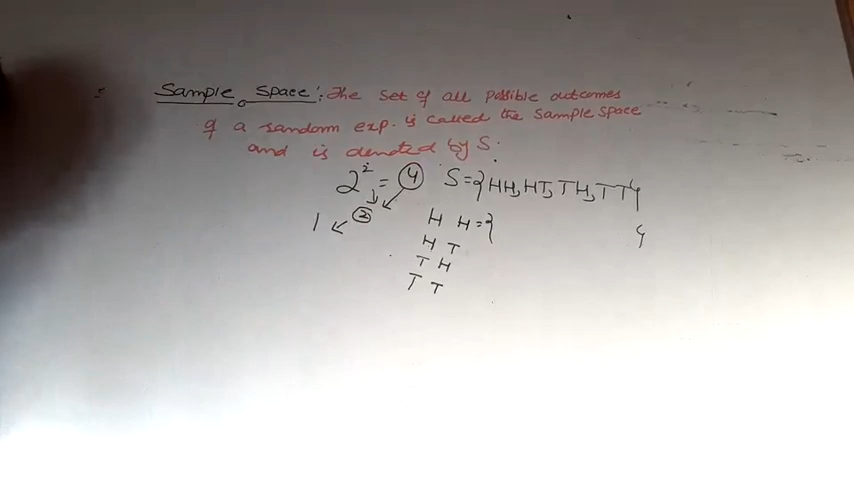 Sample Space: The set of all possible outcomes
of a random exp. is called the sample space
and is denoted by S.
2² = 4 S={HH, HT, TH, TT}
1 2 H H={ }
H T
T H
T T